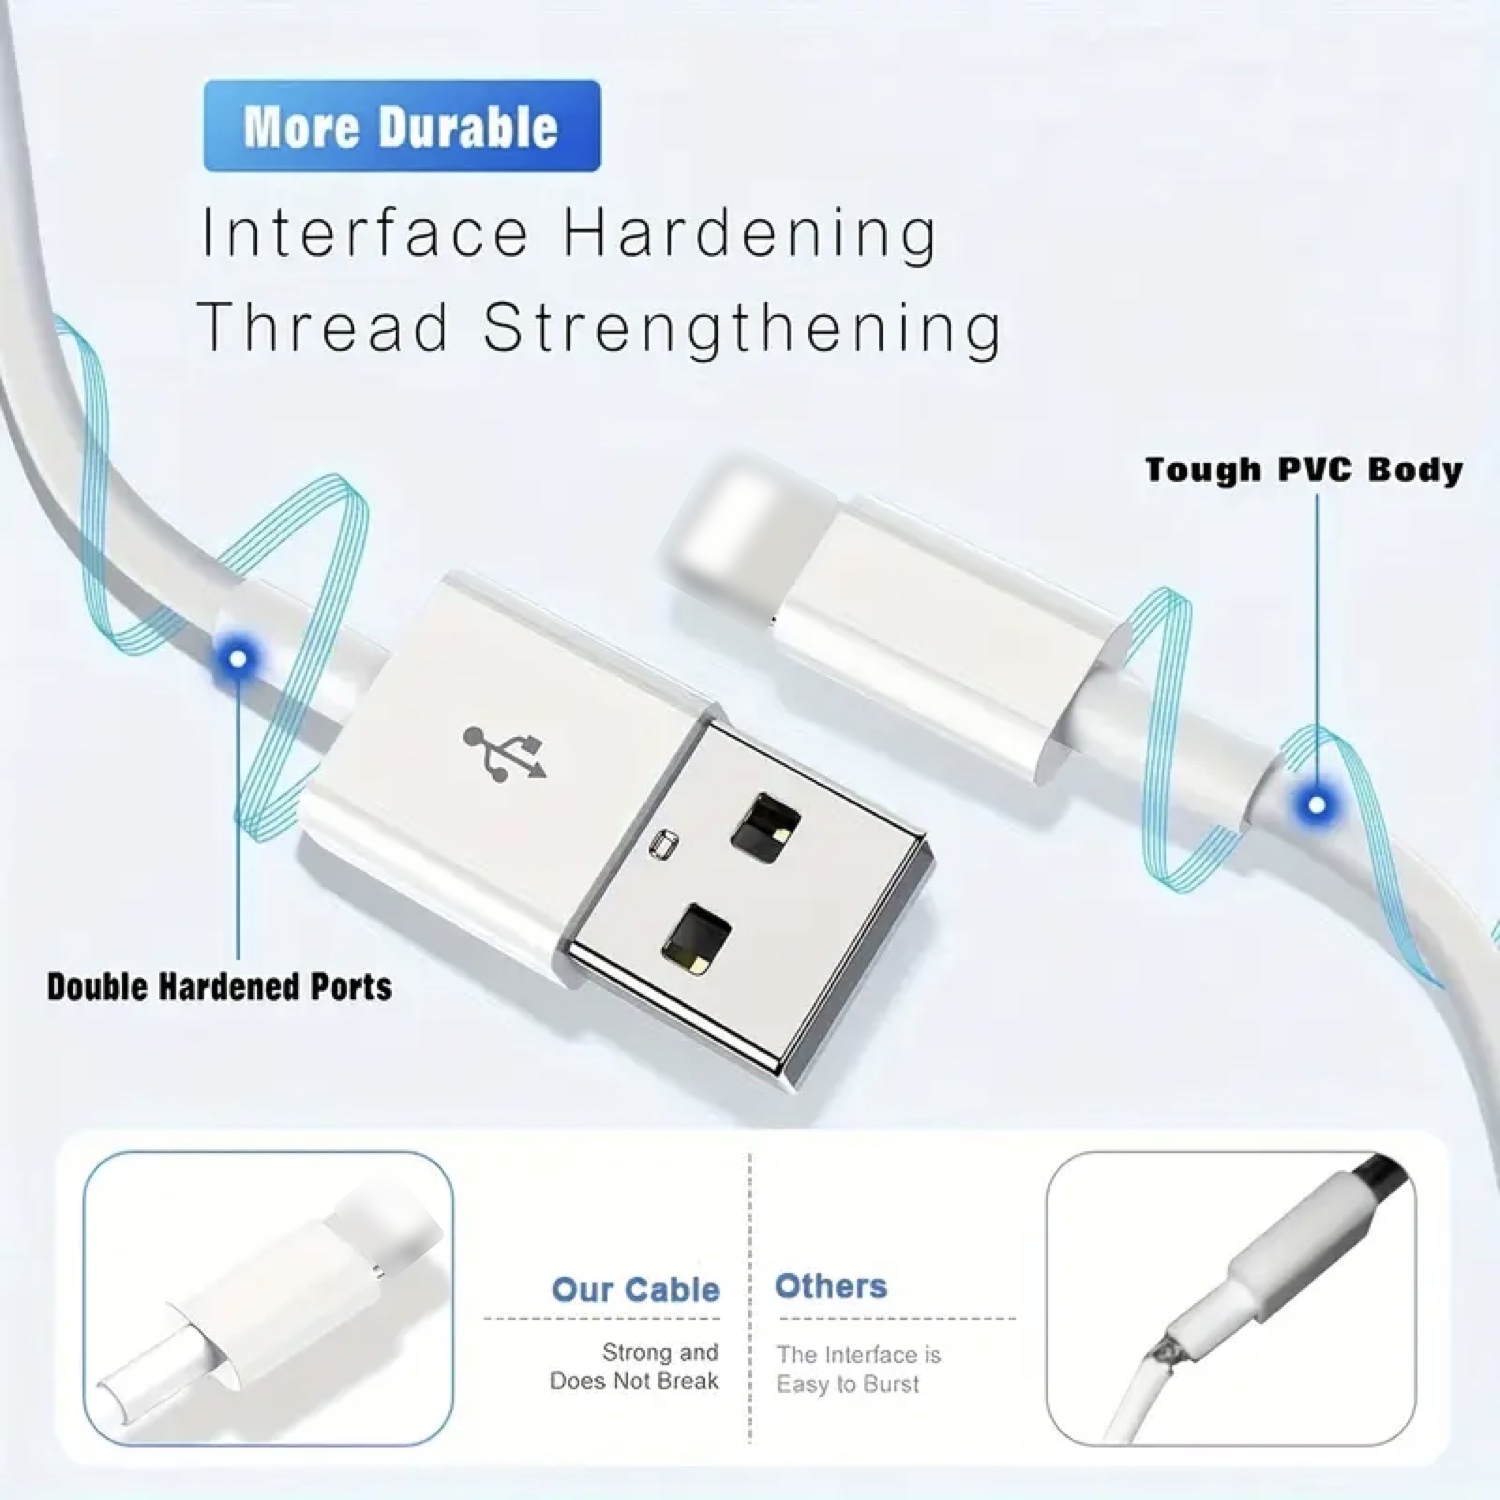 More Durable
Interface Hardening
Thread Strengthening
Tough PVC Body
Double Hardened Ports
Our Cable
Strong and
Does Not Break
Others
The Interface is
Easy to Burst